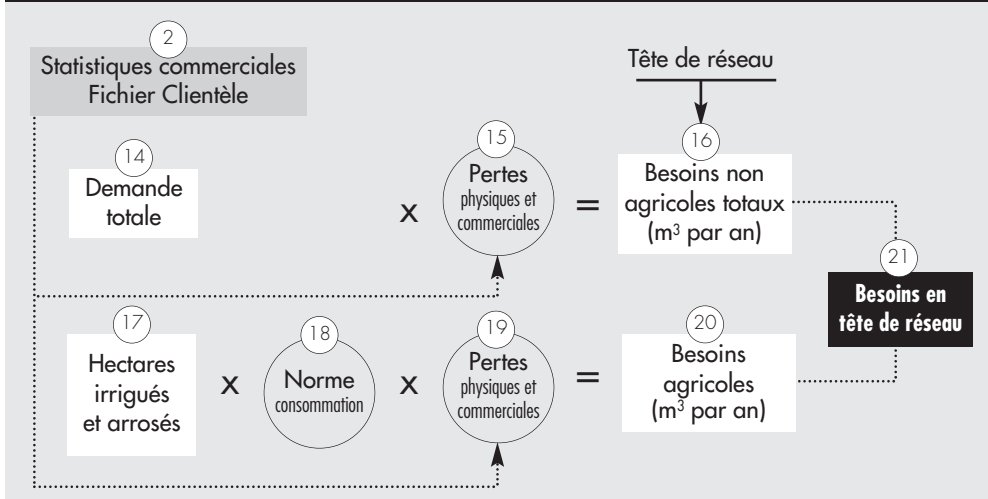 2
Statistiques commerciales
Fichier Clientèle
Tête de réseau
14
Demande
totale
x
15
Pertes
physiques et
commerciales
=
16
Besoins non
agricoles totaux
(m³ par an)
21
Besoins en
tête de réseau
17
Hectares
irrigués
et arrosés
x
18
Norme
consommation
x
19
Pertes
physiques et
commerciales
=
20
Besoins
agricoles
(m³ par an)